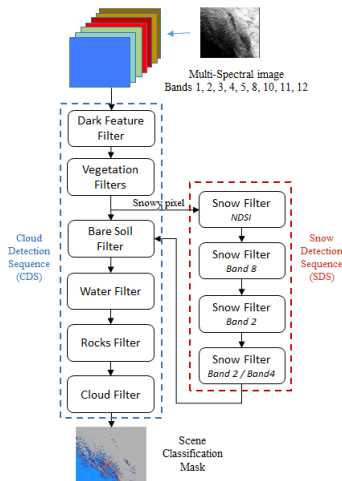 Multi-Spectral image
Bands 1, 2, 3, 4, 5, 8, 10, 11, 12
Dark Feature
Filter
Vegetation
Filters
Snowy pixel
Cloud
Detection
Sequence
(CDS)
Bare Soil
Filter
Water Filter
Rocks Filter
Cloud Filter
Snow Filter
NDSI
Snow Filter
Band 8
Snow Filter
Band 2
Snow Filter
Band 2 / Band4
Snow
Detection
Sequence
(SDS)
Scene
Classification
Mask